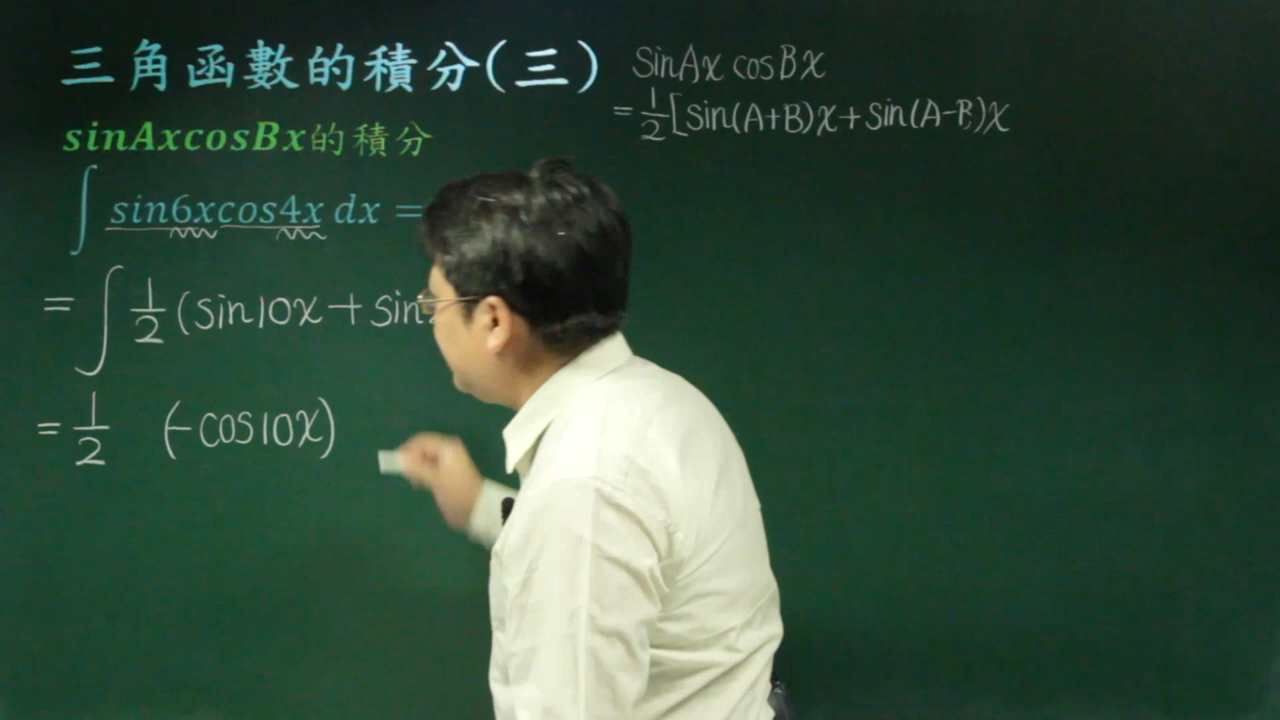 三角函數的積分(三)
sinAx cosBx
=1/2[sin(A+B)x+sin(A-B)x
sinAxcosBx的積分
∫ sin6xcos4x dx =
= ∫ 1/2 (sin10x + sin
= 1/2 (-cos10x)